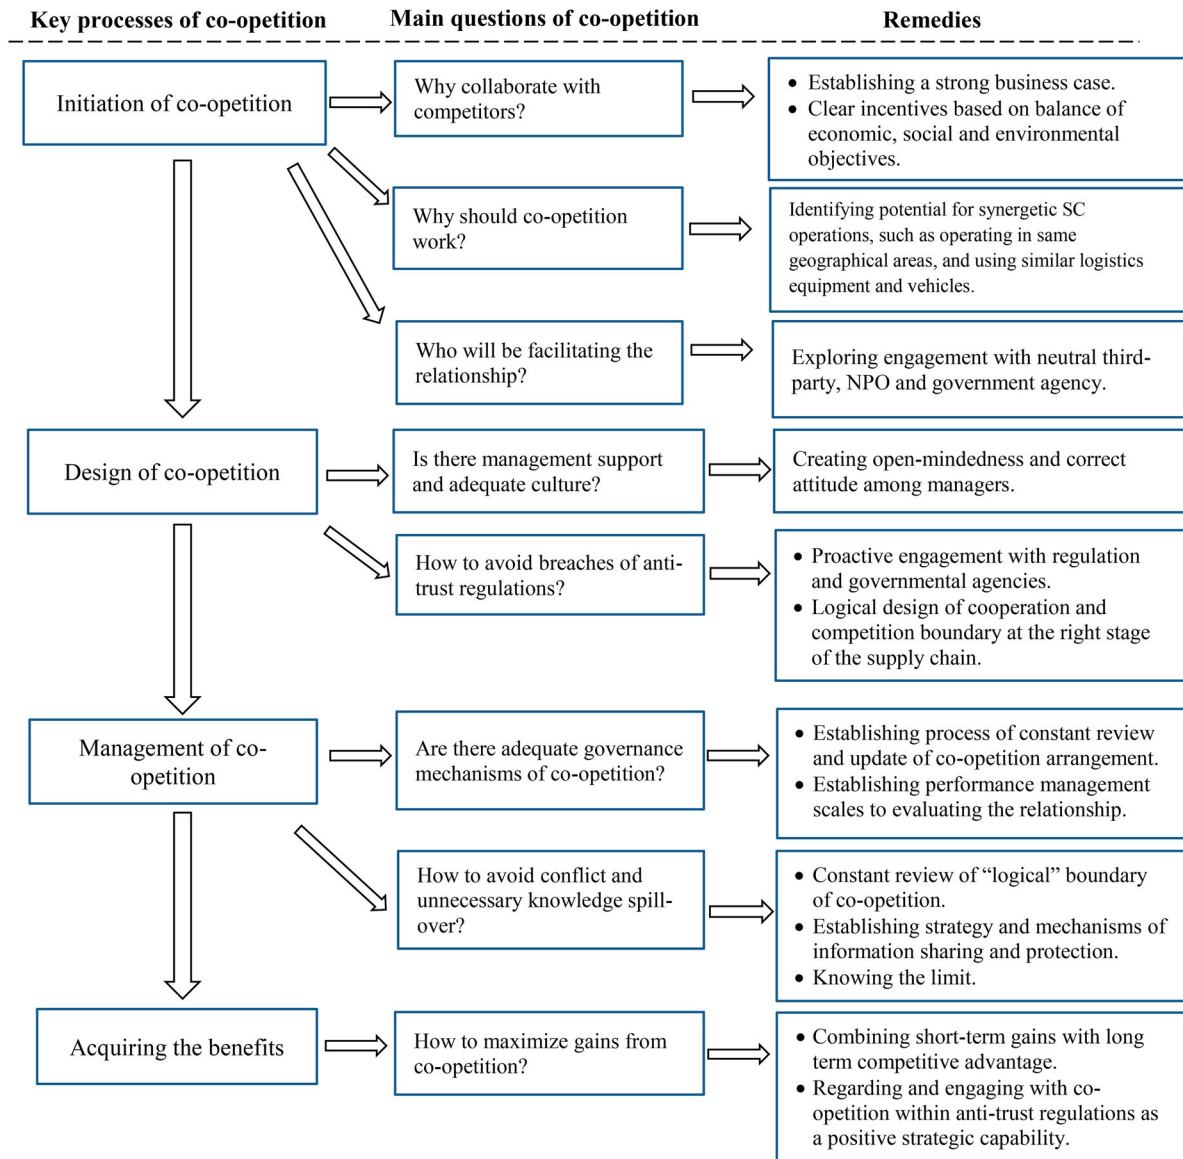 Key processes of co-opetition
Main questions of co-opetition
Remedies
Initiation of co-opetition
Why collaborate with
competitors?
• Establishing a strong business case.
• Clear incentives based on balance of
economic, social and environmental
objectives.
Why should co-opetition
work?
Identifying potential for synergetic SC
operations, such as operating in same
geographical areas, and using similar logistics
equipment and vehicles.
Who will be facilitating the
relationship?
Exploring engagement with neutral third-
party, NPO and government agency.
Design of co-opetition
Is there management support
and adequate culture?
Creating open-mindedness and correct
attitude among managers.
How to avoid breaches of anti-
trust regulations?
• Proactive engagement with regulation
and governmental agencies.
• Logical design of cooperation and
competition boundary at the right stage
of the supply chain.
Management of co-
opetition
Are there adequate governance
mechanisms of co-opetition?
• Establishing process of constant review
and update of co-opetition arrangement.
• Establishing performance management
scales to evaluating the relationship.
How to avoid conflict and
unnecessary knowledge spill-
over?
• Constant review of “logical” boundary
of co-opetition.
• Establishing strategy and mechanisms of
information sharing and protection.
• Knowing the limit.
Acquiring the benefits
How to maximize gains from
co-opetition?
• Combining short-term gains with long
term competitive advantage.
• Regarding and engaging with co-
opetition within anti-trust regulations as
a positive strategic capability.